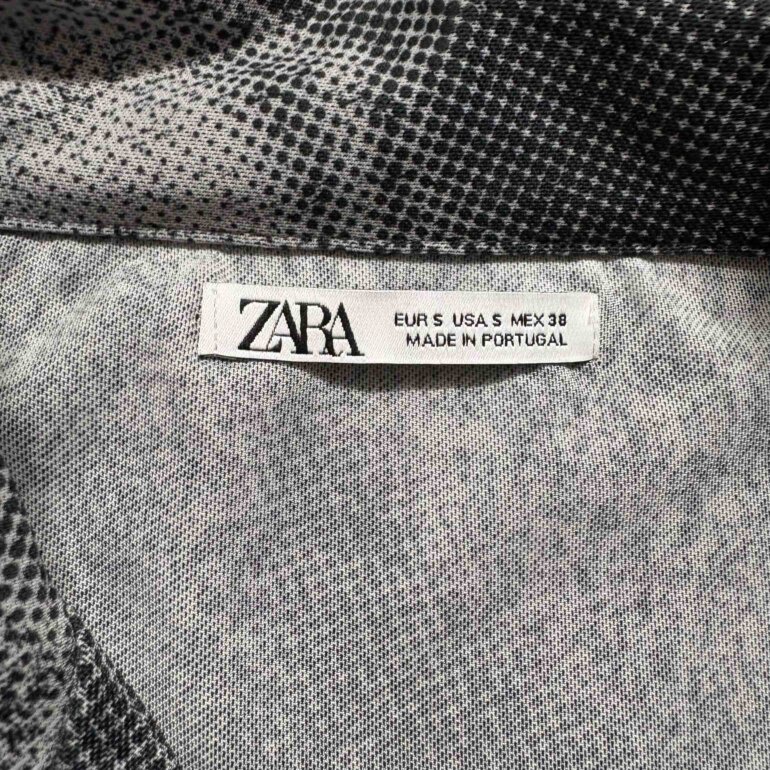 ZARA
EUR S USA S MEX 38
MADE IN PORTUGAL